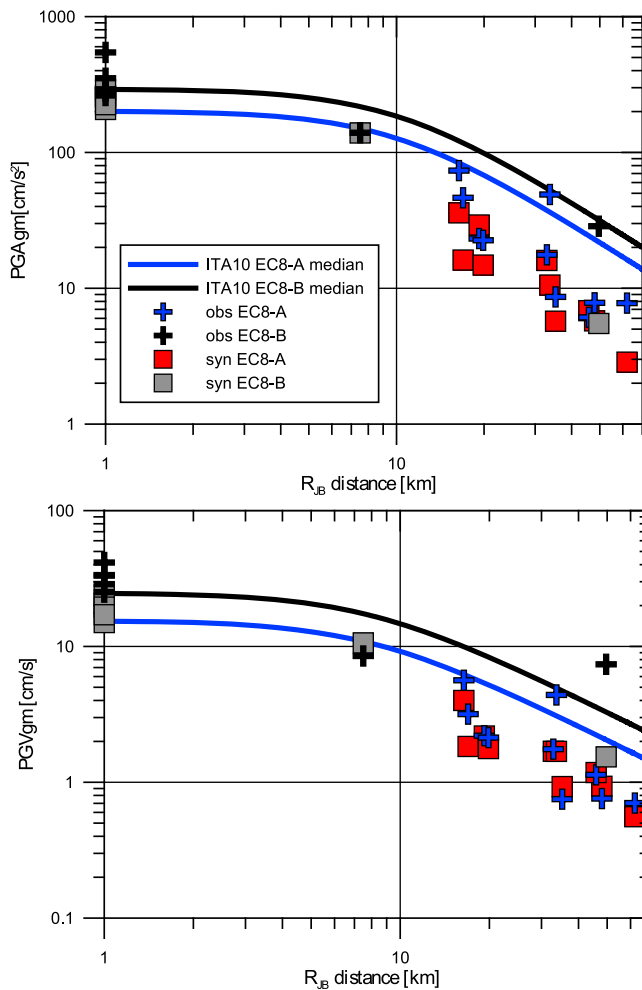 1000
100
10
1
PGAgm[cm/s²]
ITA10 EC8-A median
ITA10 EC8-B median
obs EC8-A
obs EC8-B
syn EC8-A
syn EC8-B
1 10
R_JB distance [km]
100
10
1
0.1
PGVgm[cm/s]
1 10
R_JB distance [km]